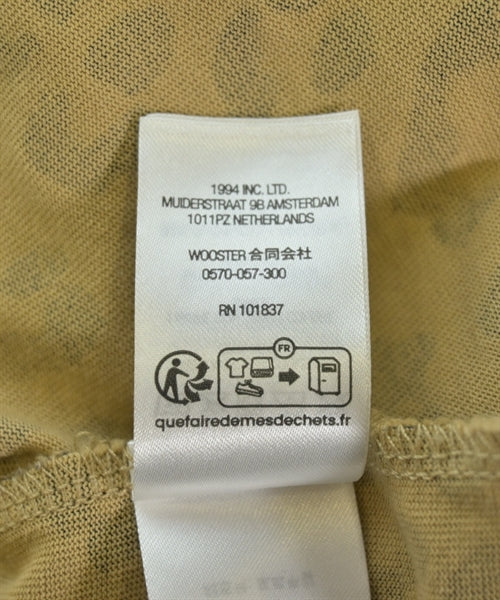 1994 INC. LTD.
MUIDERSTRAAT 9B AMSTERDAM
1011PZ NETHERLANDS
WOOSTER 合同会社
0570-057-300
RN 101837
FR
quefairedemesdechets.fr